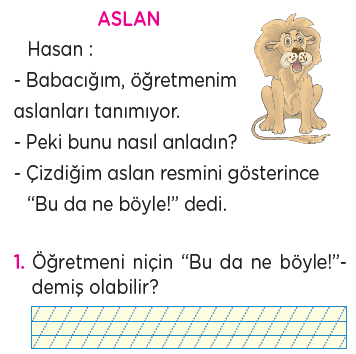 ASLAN
Hasan :
- Babacığım, öğretmenim
aslanları tanımıyor.
- Peki bunu nasıl anladın?
- Çizdiğim aslan resmini gösterince
“Bu da ne böyle!” dedi.
1. Öğretmeni niçin “Bu da ne böyle!”-
demiş olabilir?